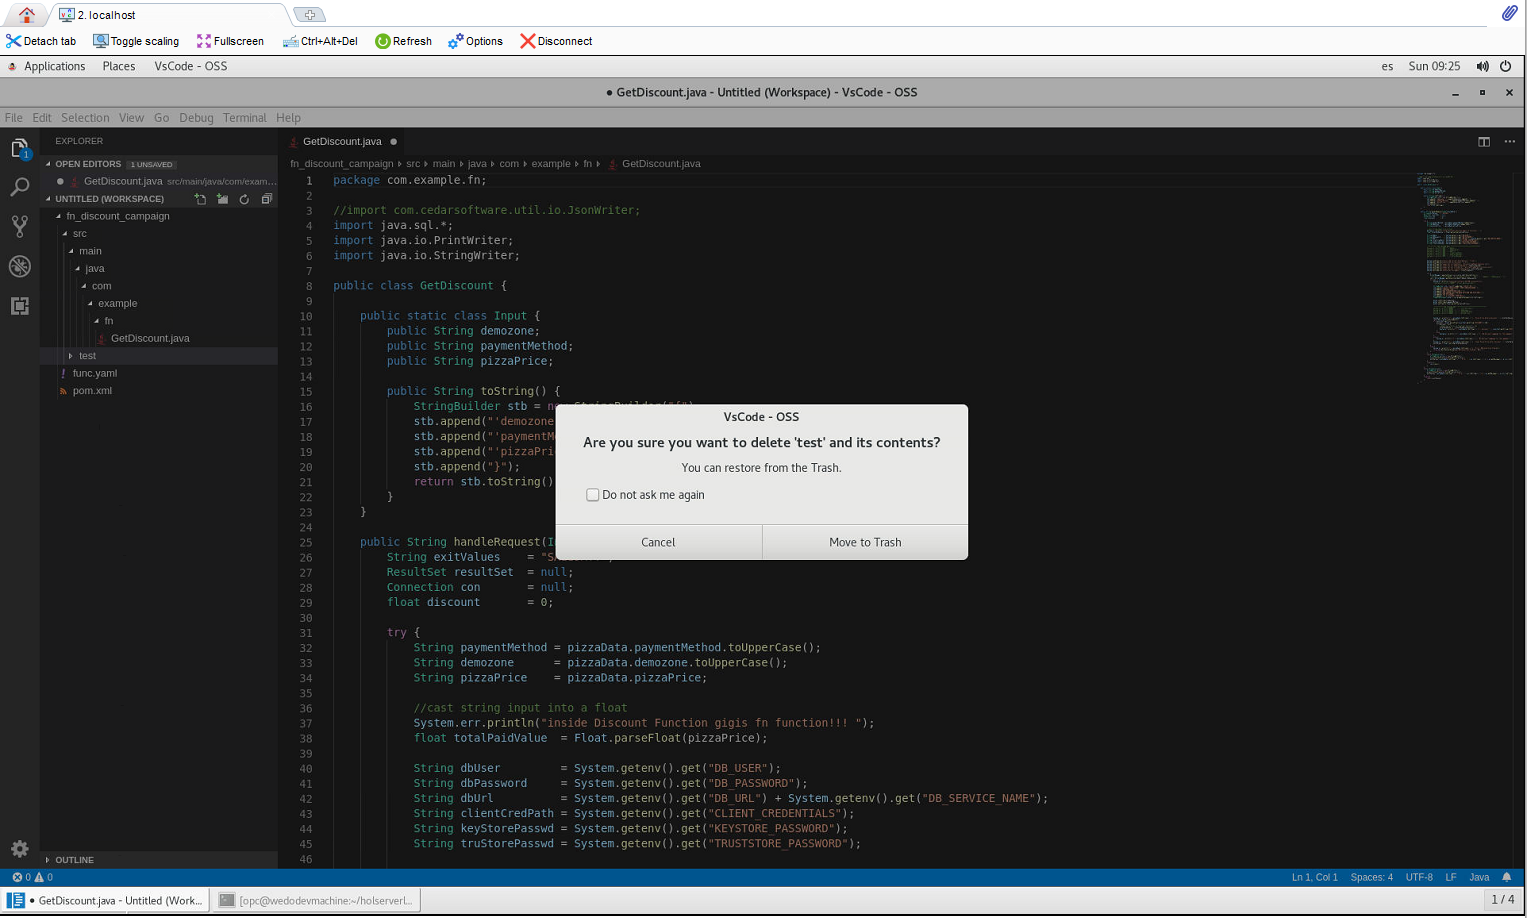 2. localhost
Detach tab Toggle scaling Fullscreen Ctrl+Alt+Del Refresh Options Disconnect
Applications Places VsCode - OSS es Sun 09:25
● GetDiscount.java - Untitled (Workspace) - VsCode - OSS
File Edit Selection View Go Debug Terminal Help
EXPLORER
OPEN EDITORS 1 UNSAVED
GetDiscount.java src/main/java/com/exam...
UNTITLED (WORKSPACE)
fn_discount_campaign
src
main
java
com
example
fn
GetDiscount.java
test
! func.yaml
pom.xml
OUTLINE
1
GetDiscount.java ●
fn_discount_campaign src main java com example fn GetDiscount.java
1 package com.example.fn;
2
3 //import com.cedarsoftware.util.io.JsonWriter;
4 import java.sql.*;
5 import java.io.PrintWriter;
6 import java.io.StringWriter;
7
8 public class GetDiscount {
9
10 public static class Input {
11 public String demozone;
12 public String paymentMethod;
13 public String pizzaPrice;
14
15 public String toString() {
16 StringBuilder stb =
17 stb.append("'demozone
18 stb.append("'paymentM
19 stb.append("'pizzaPri
20 stb.append("}");
21 return stb.toString()
22 }
23 }
24
25 public String handleRequest(I
26 String exitValues = "S
27 ResultSet resultSet = null;
28 Connection con = null;
29 float discount = 0;
30
31 try {
32 String paymentMethod = pizzaData.paymentMethod.toUpperCase();
33 String demozone = pizzaData.demozone.toUpperCase();
34 String pizzaPrice = pizzaData.pizzaPrice;
35
36 //cast string input into a float
37 System.err.println("inside Discount Function gigis fn function!!! ");
38 float totalPaidValue = Float.parseFloat(pizzaPrice);
39
40 String dbUser = System.getenv().get("DB_USER");
41 String dbPassword = System.getenv().get("DB_PASSWORD");
42 String dbUrl = System.getenv().get("DB_URL") + System.getenv().get("DB_SERVICE_NAME");
43 String clientCredPath = System.getenv().get("CLIENT_CREDENTIALS");
44 String keyStorePasswd = System.getenv().get("KEYSTORE_PASSWORD");
45 String truStorePasswd = System.getenv().get("TRUSTSTORE_PASSWORD");
46
VsCode - OSS
Are you sure you want to delete 'test' and its contents?
You can restore from the Trash.
Do not ask me again
Cancel Move to Trash
0 0 Ln 1, Col 1 Spaces: 4 UTF-8 LF Java
● GetDiscount.java - Untitled (Work... [opc@wedodevmachine:~/holserverl... 1 / 4